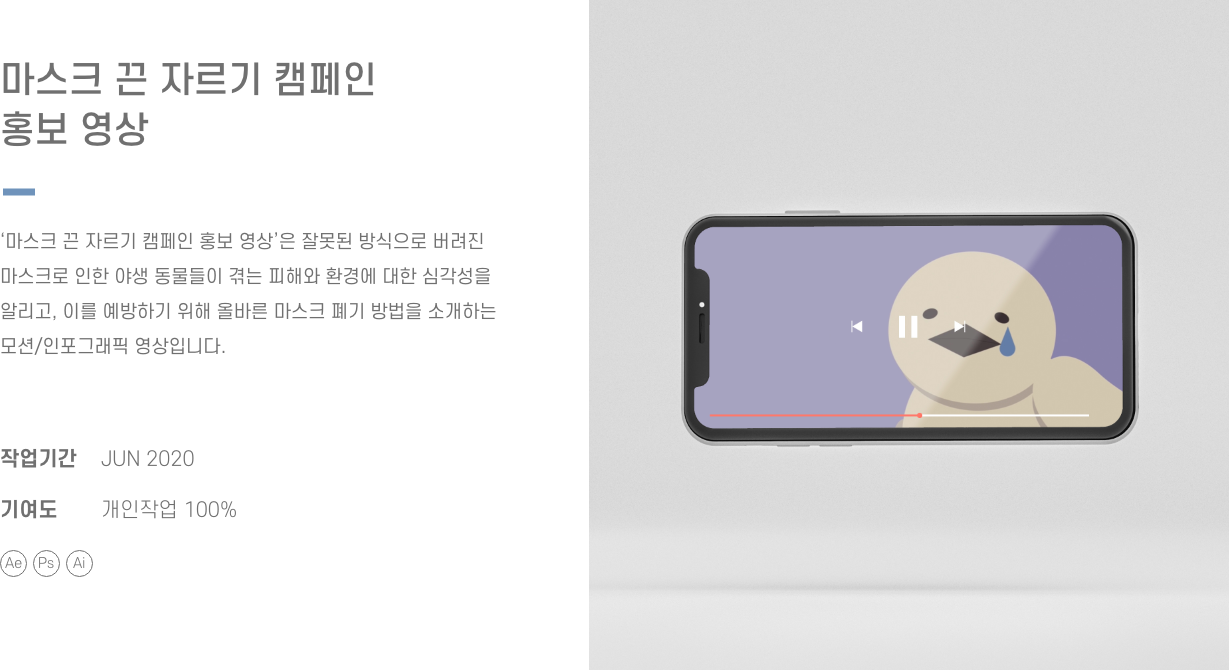 마스크 끈 자르기 캠페인
홍보 영상
‘마스크 끈 자르기 캠페인 홍보 영상’은 잘못된 방식으로 버려진
마스크로 인한 야생 동물들이 겪는 피해와 환경에 대한 심각성을
알리고, 이를 예방하기 위해 올바른 마스크 폐기 방법을 소개하는
모션/인포그래픽 영상입니다.
작업기간 JUN 2020
기여도 개인작업 100%
Ae Ps Ai